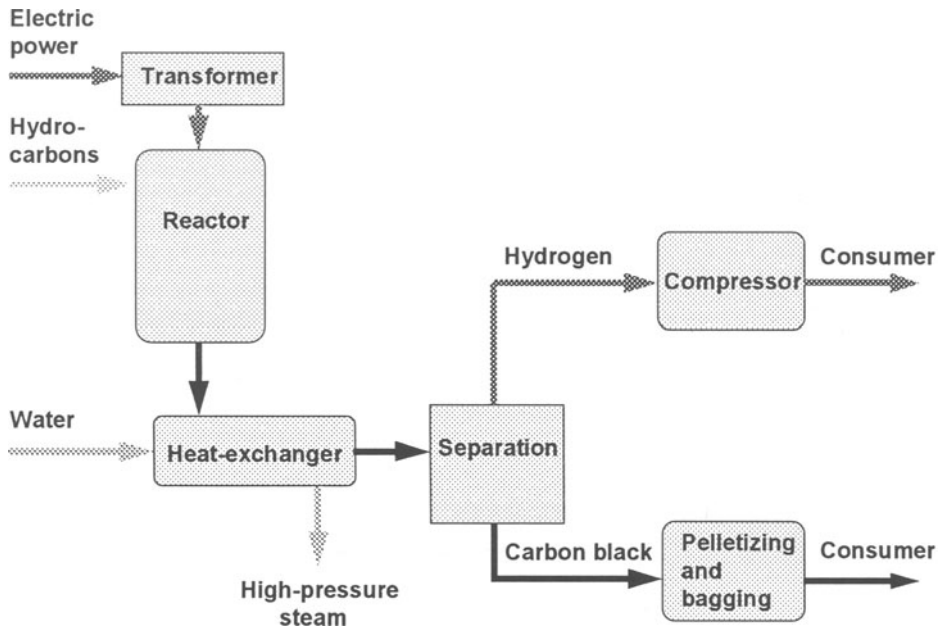 Electric
power
Transformer
Hydro-
carbons
Reactor
Hydrogen
Compressor
Consumer
Water
Heat-exchanger
Separation
High-pressure
steam
Carbon black
Pelletizing
and
bagging
Consumer